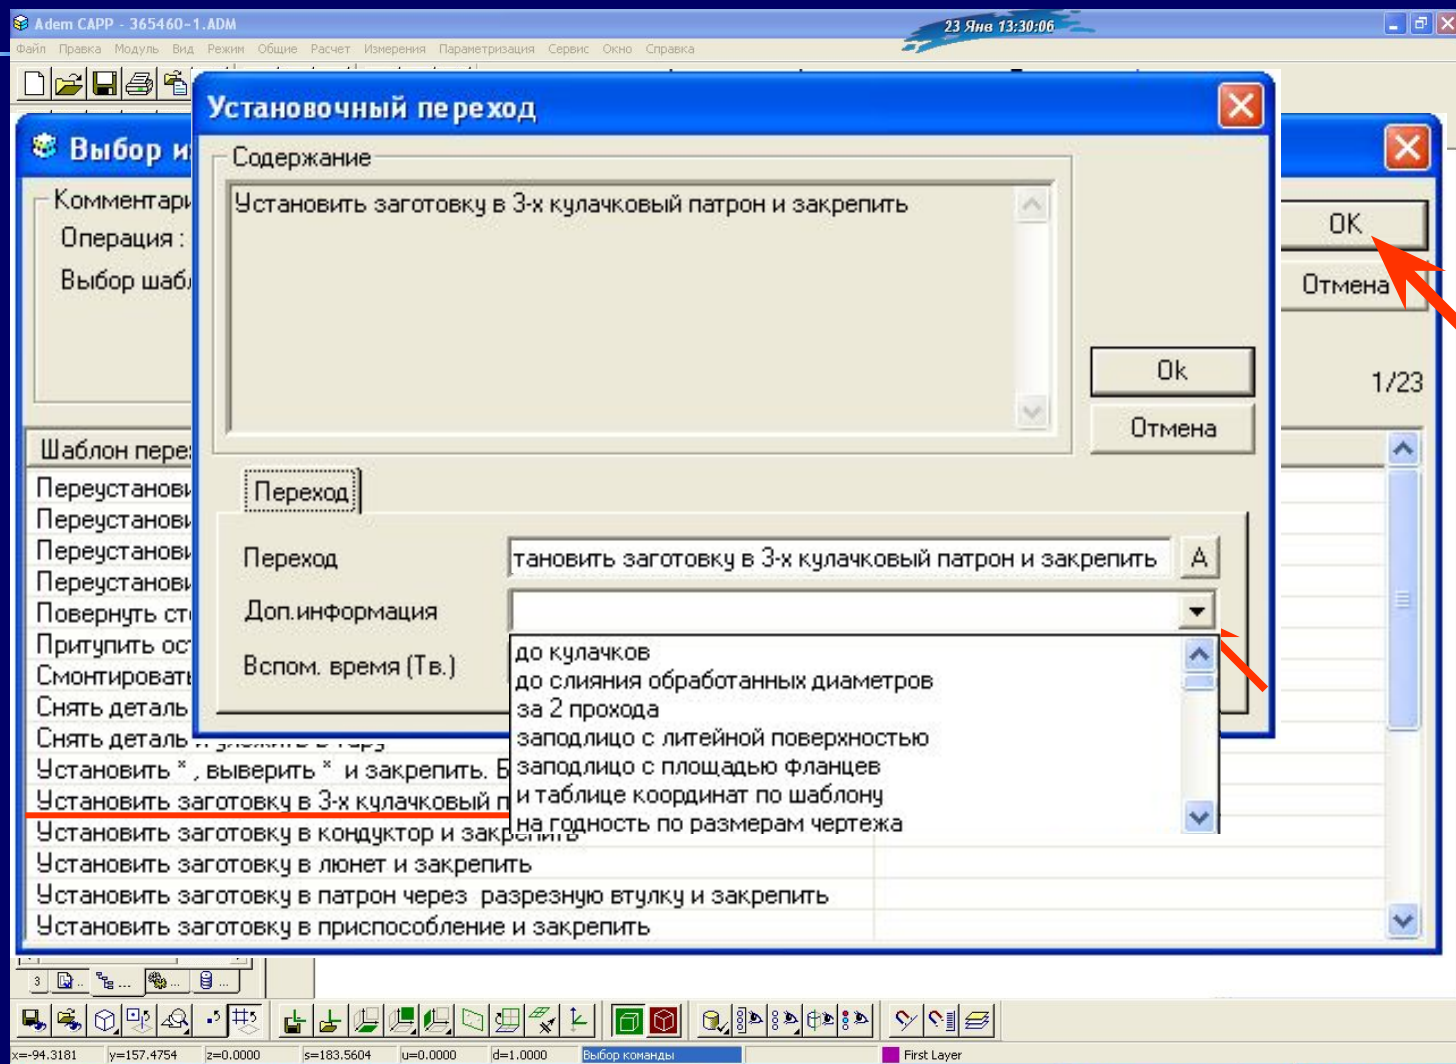 Adem CAPP - 365460-1.ADM
23 Янв 13:30:06
Файл Правка Модуль Вид Режим Общие Расчет Измерения Параметризация Сервис Окно Справка
Установочный переход
Выбор и
Содержание
Установить заготовку в 3-х кулачковый патрон и закрепить
Комментари
Операция :
Выбор шаб
OK
Отмена
1/23
Ok
Отмена
Шаблон пере
Переход
Переустанови
Переустанови
Переустанови
Переустанови
Повернуть ст
Притупить ос
Смонтировать
Снять деталь
Снять деталь и уложить в тару
Переход
тановить заготовку в 3-х кулачковый патрон и закрепить
А
Доп.информация
Вспом. время (Тв.)
до кулачков
до слияния обработанных диаметров
за 2 прохода
заподлицо с литейной поверхностью
заподлицо с площадью фланцев
и таблице координат по шаблону
на годность по размерам чертежа
Установить * , выверить * и закрепить. Б
Установить заготовку в 3-х кулачковый п
Установить заготовку в кондуктор и закрепить
Установить заготовку в люнет и закрепить
Установить заготовку в патрон через разрезную втулку и закрепить
Установить заготовку в приспособление и закрепить
3 ... ... ... ...
x=-94.3181 y=157.4754 z=0.0000 s=183.5604 u=0.0000 d=1.0000 Выбор команды First Layer